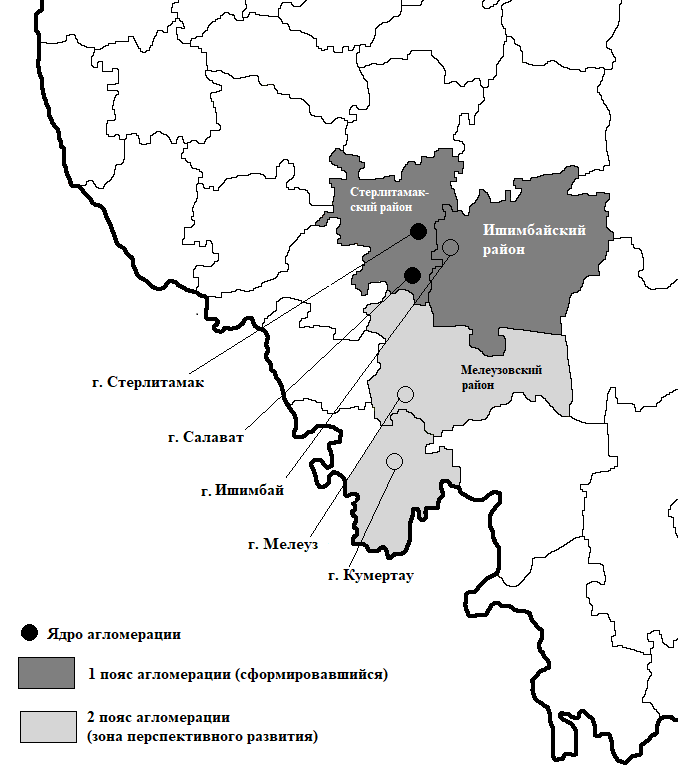 Стерлитамак-
ский район
Ишимбайский
район
Мелеузовский
район
г. Стерлитамак
г. Салават
г. Ишимбай
г. Мелеуз
г. Кумертау
Ядро агломерации
1 пояс агломерации (сформировавшийся)
2 пояс агломерации
(зона перспективного развития)